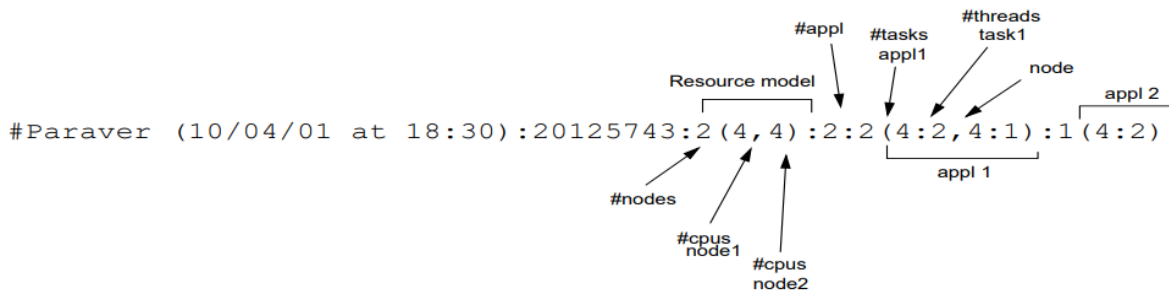 #threads
task1
#appl
#tasks
appl1
node
Resource model
appl 2
#Paraver (10/04/01 at 18:30):20125743:2(4,4):2:2(4:2,4:1):1(4:2)
appl 1
#nodes
#cpus
node1
#cpus
node2